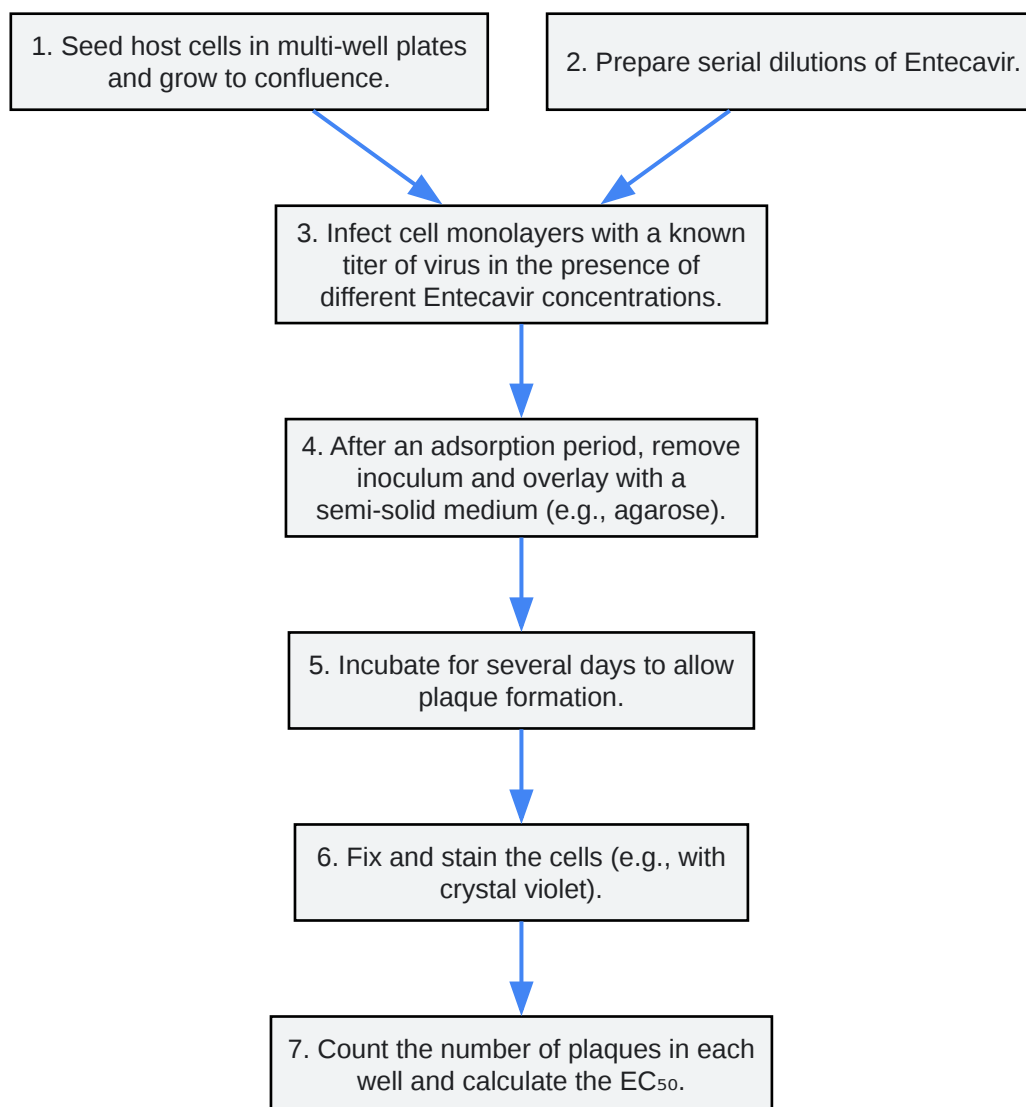 1. Seed host cells in multi-well plates
and grow to confluence.
2. Prepare serial dilutions of Entecavir.
3. Infect cell monolayers with a known
titer of virus in the presence of
different Entecavir concentrations.
4. After an adsorption period, remove
inoculum and overlay with a
semi-solid medium (e.g., agarose).
5. Incubate for several days to allow
plaque formation.
6. Fix and stain the cells (e.g., with
crystal violet).
7. Count the number of plaques in each
well and calculate the EC₅₀.